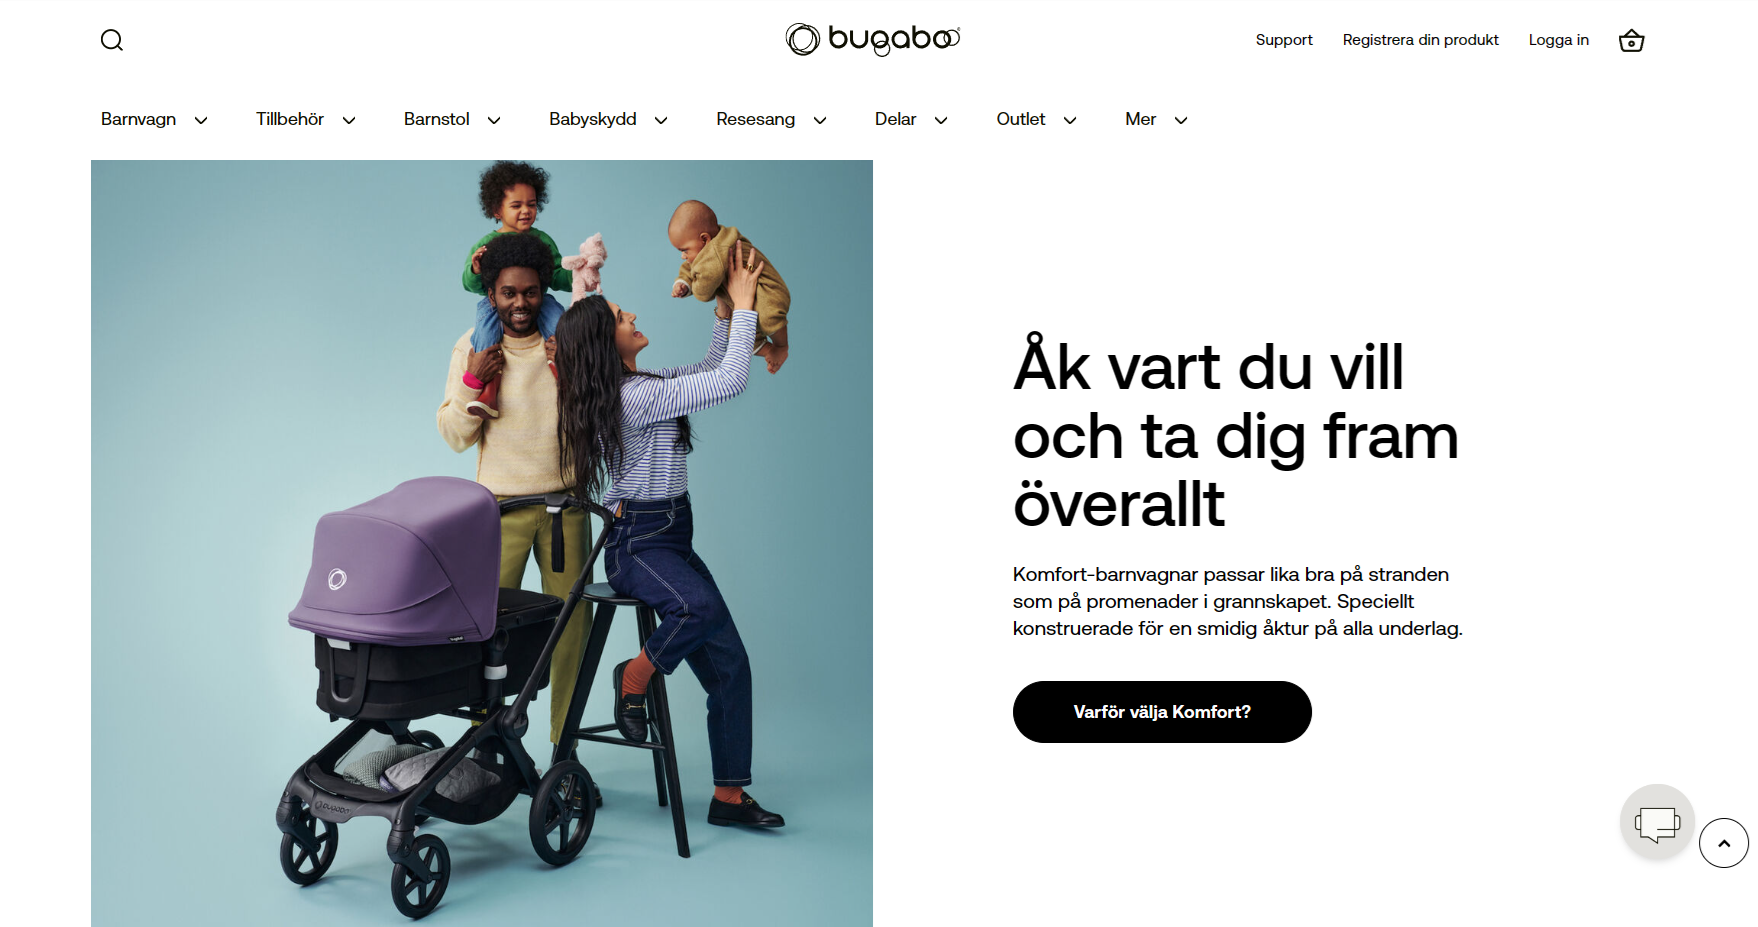 bugaboo
Support
Registrera din produkt
Logga in
Barnvagn
Tillbehör
Barnstol
Babyskydd
Resesang
Delar
Outlet
Mer
Åk vart du vill
och ta dig fram
överallt
Komfort-barnvagnar passar lika bra på stranden
som på promenader i grannskapet. Speciellt
konstruerade för en smidig åktur på alla underlag.
Varför välja Komfort?
bugaboo
bugaboo